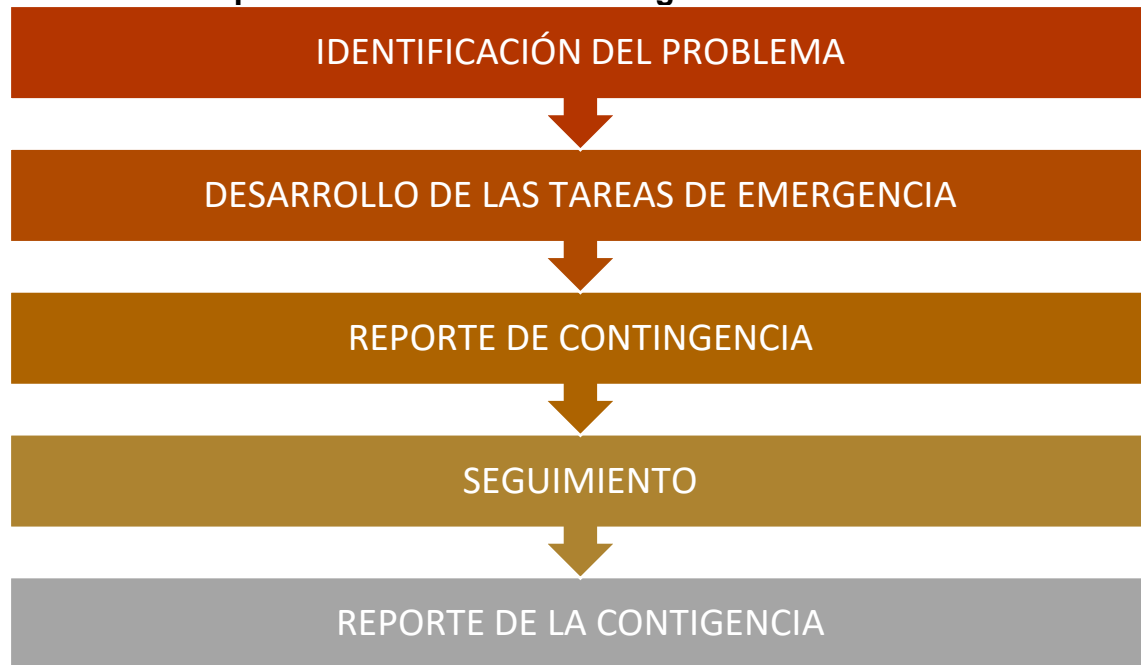 IDENTIFICACIÓN DEL PROBLEMA
DESARROLLO DE LAS TAREAS DE EMERGENCIA
REPORTE DE CONTINGENCIA
SEGUIMIENTO
REPORTE DE LA CONTIGENCIA